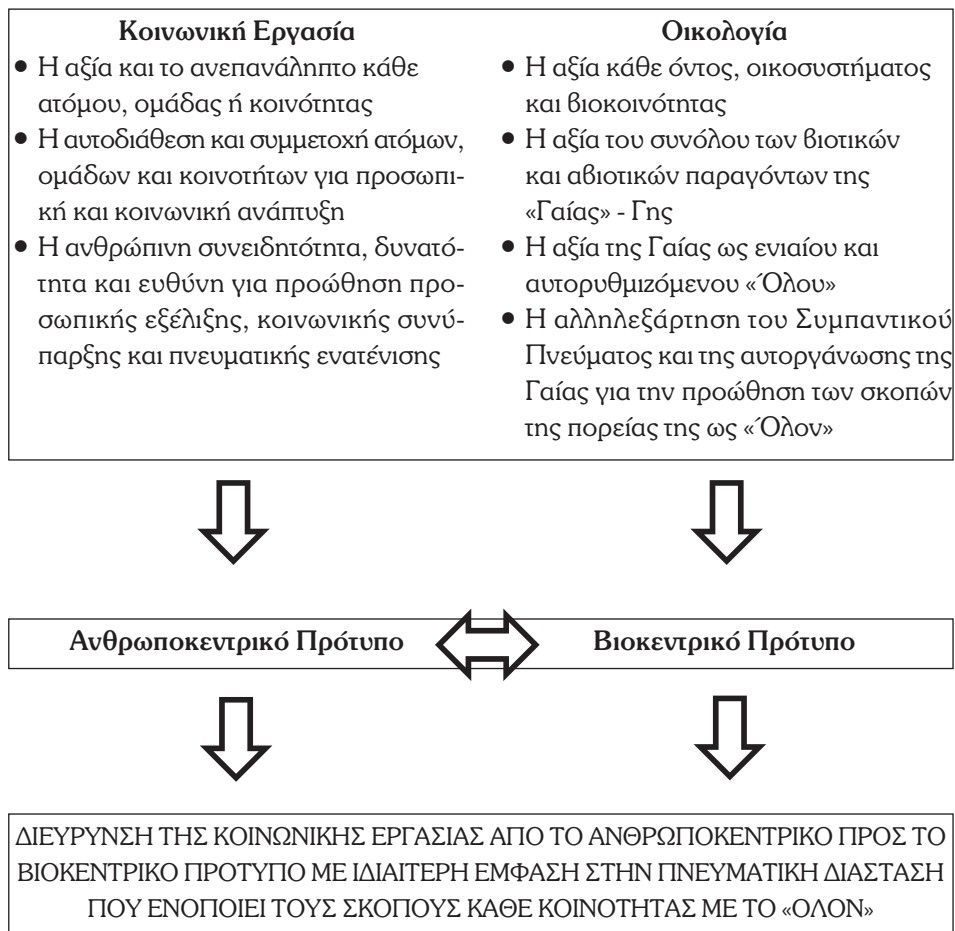 Κοινωνική Εργασία
• Η αξία και το ανεπανάληπτο κάθε
ατόμου, ομάδας ή κοινότητας
• Η αυτοδιάθεση και συμμετοχή ατόμων,
ομάδων και κοινοτήτων για προσωπι-
κή και κοινωνική ανάπτυξη
• Η ανθρώπινη συνειδητότητα, δυνατό-
τητα και ευθύνη για προώθηση προ-
σωπικής εξέλιξης, κοινωνικής συνύ-
παρξης και πνευματικής ενατένισης
Οικολογία
• Η αξία κάθε όντος, οικοσυστήματος
και βιοκοινότητας
• Η αξία του συνόλου των βιοτικών
και αβιοτικών παραγόντων της
«Γαίας» - Γης
• Η αξία της Γαίας ως ενιαίου και
αυτορυθμιζόμενου «Όλου»
• Η αλληλεξάρτηση του Συμπαντικού
Πνεύματος και της αυτοργάνωσης της
Γαίας για την προώθηση των σκοπών
της πορείας της ως «Όλον»
Ανθρωποκεντρικό Πρότυπο
Βιοκεντρικό Πρότυπο
ΔΙΕΥΡΥΝΣΗ ΤΗΣ ΚΟΙΝΩΝΙΚΗΣ ΕΡΓΑΣΙΑΣ ΑΠΟ ΤΟ ΑΝΘΡΩΠΟΚΕΝΤΡΙΚΟ ΠΡΟΣ ΤΟ
ΒΙΟΚΕΝΤΡΙΚΟ ΠΡΟΤΥΠΟ ΜΕ ΙΔΙΑΙΤΕΡΗ ΕΜΦΑΣΗ ΣΤΗΝ ΠΝΕΥΜΑΤΙΚΗ ΔΙΑΣΤΑΣΗ
ΠΟΥ ΕΝΟΠΟΙΕΙ ΤΟΥΣ ΣΚΟΠΟΥΣ ΚΑΘΕ ΚΟΙΝΟΤΗΤΑΣ ΜΕ ΤΟ «ΟΛΟΝ»